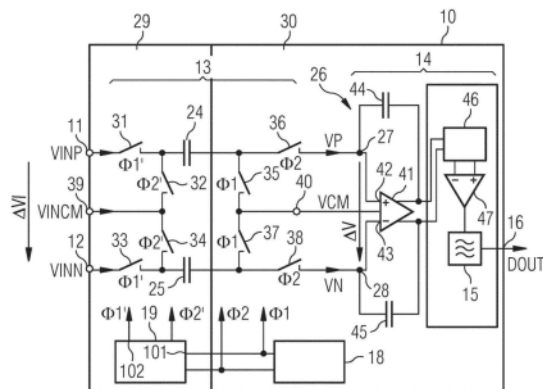 29 30 10
13 26 14
31 24 36 44 46
11 VINP Φ1' Φ2 VP 27
Φ2' 32 Φ1 35 42 41
39 VINCM 40 VCM 47
ΔVI ΔV
Φ2' 34 37 Φ1 38 43 16
12 VINN 33 Φ1' 25 Φ2 VN 28 15 DOUT
Φ1' 19 Φ2' Φ2 Φ1 45
102 101 18